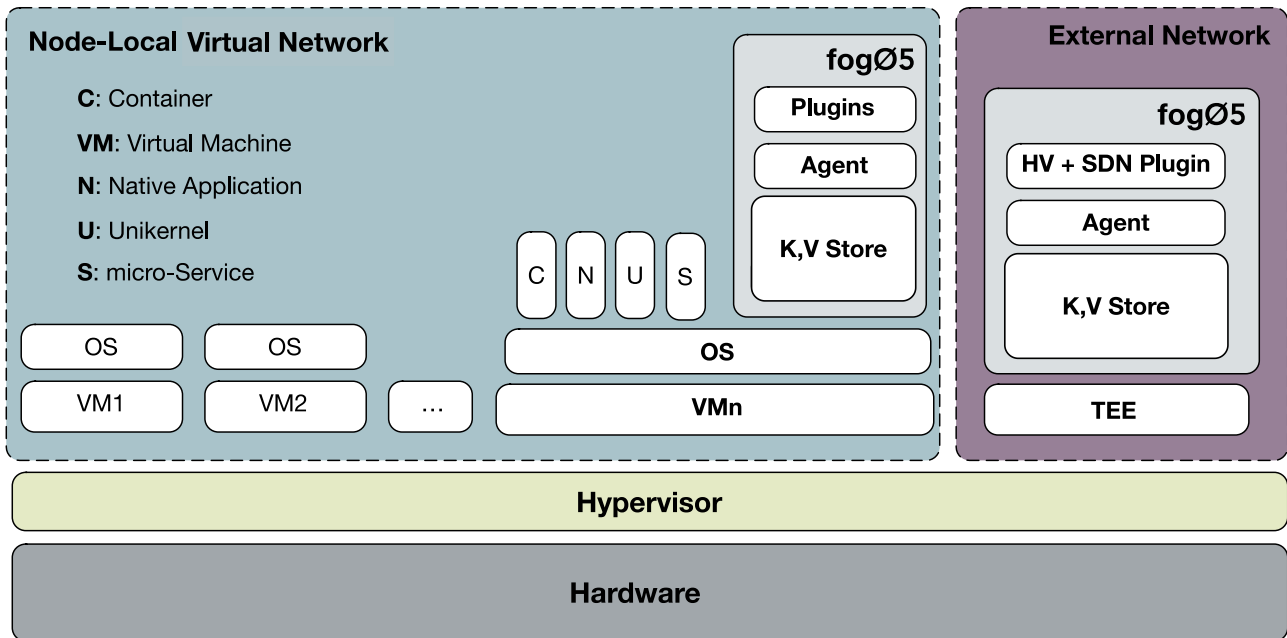 Node-Local Virtual Network
C: Container
VM: Virtual Machine
N: Native Application
U: Unikernel
S: micro-Service
fogØ5
Plugins
Agent
K,V Store
C N U S
OS OS OS
VM1 VM2 ... VMn
External Network
fogØ5
HV + SDN Plugin
Agent
K,V Store
TEE
Hypervisor
Hardware